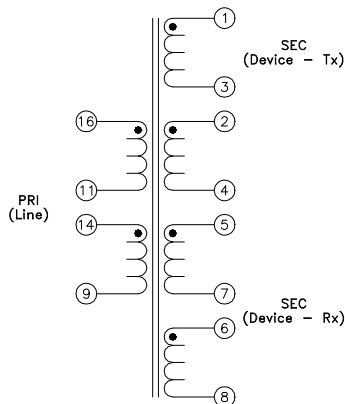 1
SEC
(Device - Tx)
3
16
2
11
4
PRI
(Line)
14
5
9
7
SEC
(Device - Rx)
6
8